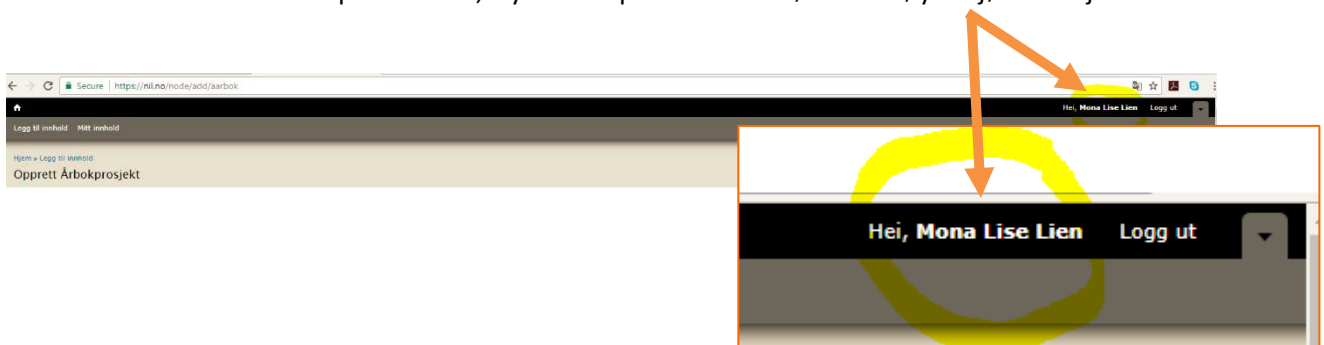 Secure | https://nil.no/node/add/aarbok
Hei, Mona Lise Lien Logg ut
Legg til innhold Mitt innhold
Hjem » Legg til innhold
Opprett Årbokprosjekt
Hei, Mona Lise Lien Logg ut